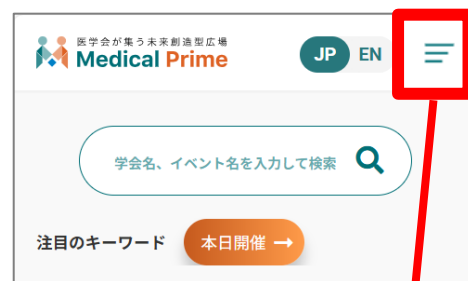 医学会が集う未来創造型広場
Medical Prime
JP EN
学会名、イベント名を入力して検索
注目のキーワード 本日開催 →